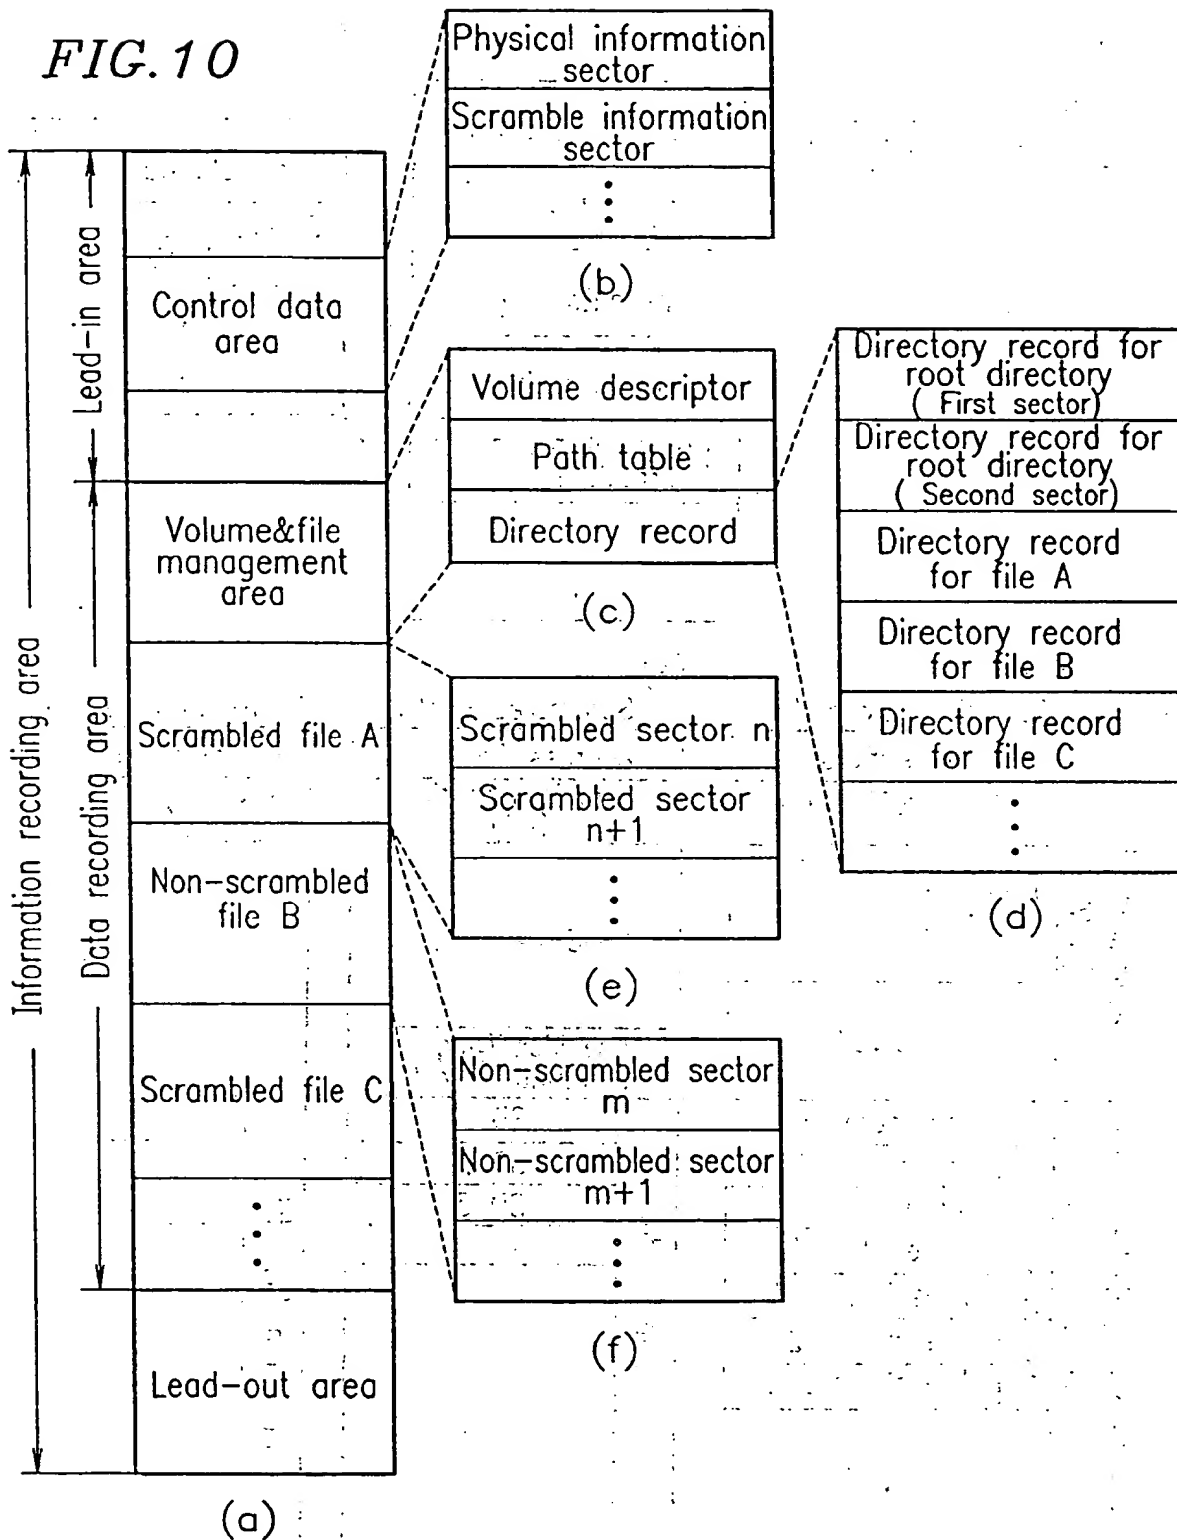 FIG.10
Information recording area
Lead-in area
Data recording area
Control data
area
Volume&file
management
area
Scrambled file A
Non-scrambled
file B
Scrambled file C
Lead-out area
(a)
Physical information
sector
Scramble information
sector
(b)
Volume descriptor
Path table
Directory record
(c)
Directory record for
root directory
( First sector)
Directory record for
root directory
( Second sector)
Directory record
for file A
Directory record
for file B
Directory record
for file C
(d)
Scrambled sector n
Scrambled sector
n+1
(e)
Non-scrambled sector
m
Non-scrambled sector
m+1
(f)